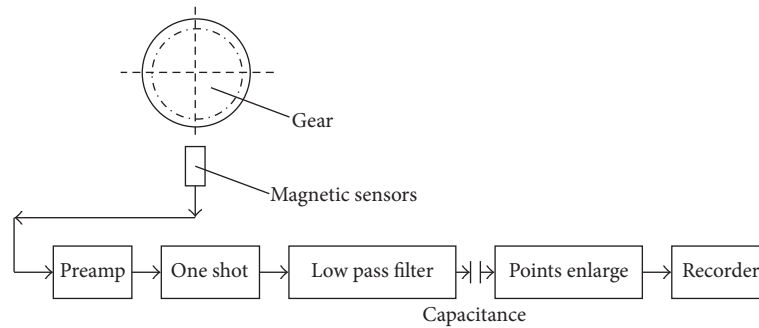 Gear
Magnetic sensors
Preamp
One shot
Low pass filter
Points enlarge
Recorder
Capacitance